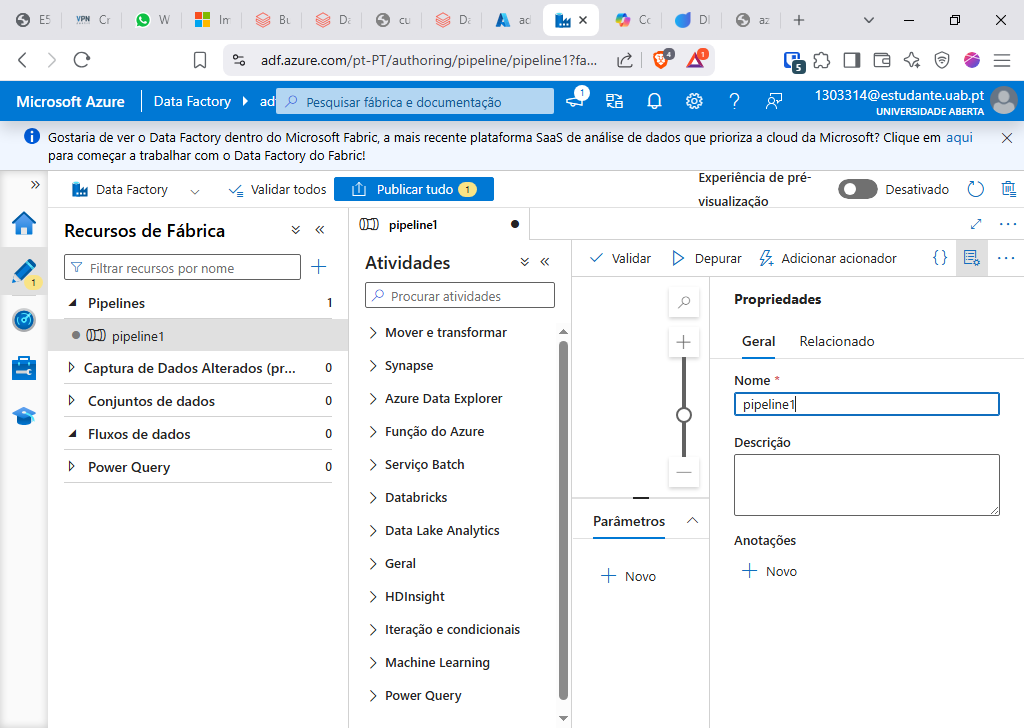 E5
VPN Cr
W
Im
Bu
Da
cu
Da
ac
Cc
DI
az
adf.azure.com/pt-PT/authoring/pipeline/pipeline1?fa...
4
1
5
Microsoft Azure
Data Factory
adf
Pesquisar fábrica e documentação
1
1303314@estudante.uab.pt
UNIVERSIDADE ABERTA
Gostaria de ver o Data Factory dentro do Microsoft Fabric, a mais recente plataforma SaaS de análise de dados que prioriza a cloud da Microsoft? Clique em aqui
para começar a trabalhar com o Data Factory do Fabric!
Data Factory
Validar todos
Publicar tudo 1
Experiência de pré-
visualização
Desativado
1
Recursos de Fábrica
Filtrar recursos por nome
Pipelines 1
pipeline1
Captura de Dados Alterados (pr... 0
Conjuntos de dados 0
Fluxos de dados 0
Power Query 0
pipeline1
Atividades
Procurar atividades
Mover e transformar
Synapse
Azure Data Explorer
Função do Azure
Serviço Batch
Databricks
Data Lake Analytics
Geral
HDInsight
Iteração e condicionais
Machine Learning
Power Query
Validar
Depurar
Adicionar acionador
{}
Parâmetros
Novo
Propriedades
Geral
Relacionado
Nome *
pipeline1
Descrição
Anotações
Novo